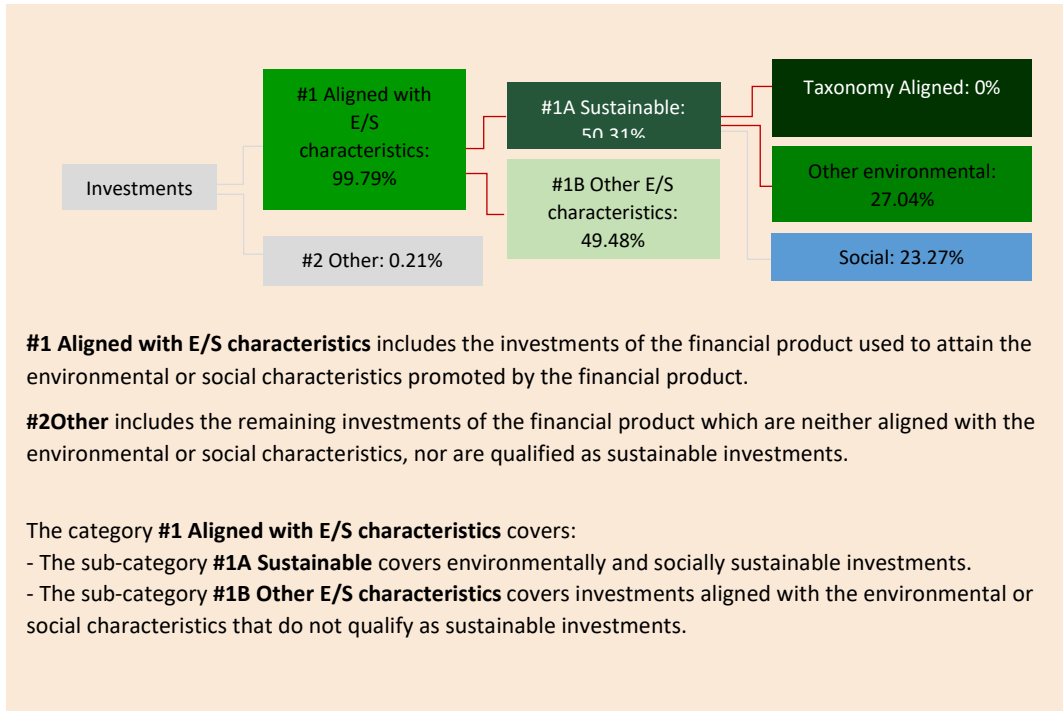 Investments
#1 Aligned with
E/S
characteristics:
99.79%
#2 Other: 0.21%
#1A Sustainable:
50.31%
#1B Other E/S
characteristics:
49.48%
Taxonomy Aligned: 0%
Other environmental:
27.04%
Social: 23.27%
#1 Aligned with E/S characteristics includes the investments of the financial product used to attain the
environmental or social characteristics promoted by the financial product.
#2Other includes the remaining investments of the financial product which are neither aligned with the
environmental or social characteristics, nor are qualified as sustainable investments.
The category #1 Aligned with E/S characteristics covers:
- The sub-category #1A Sustainable covers environmentally and socially sustainable investments.
- The sub-category #1B Other E/S characteristics covers investments aligned with the environmental or
social characteristics that do not qualify as sustainable investments.